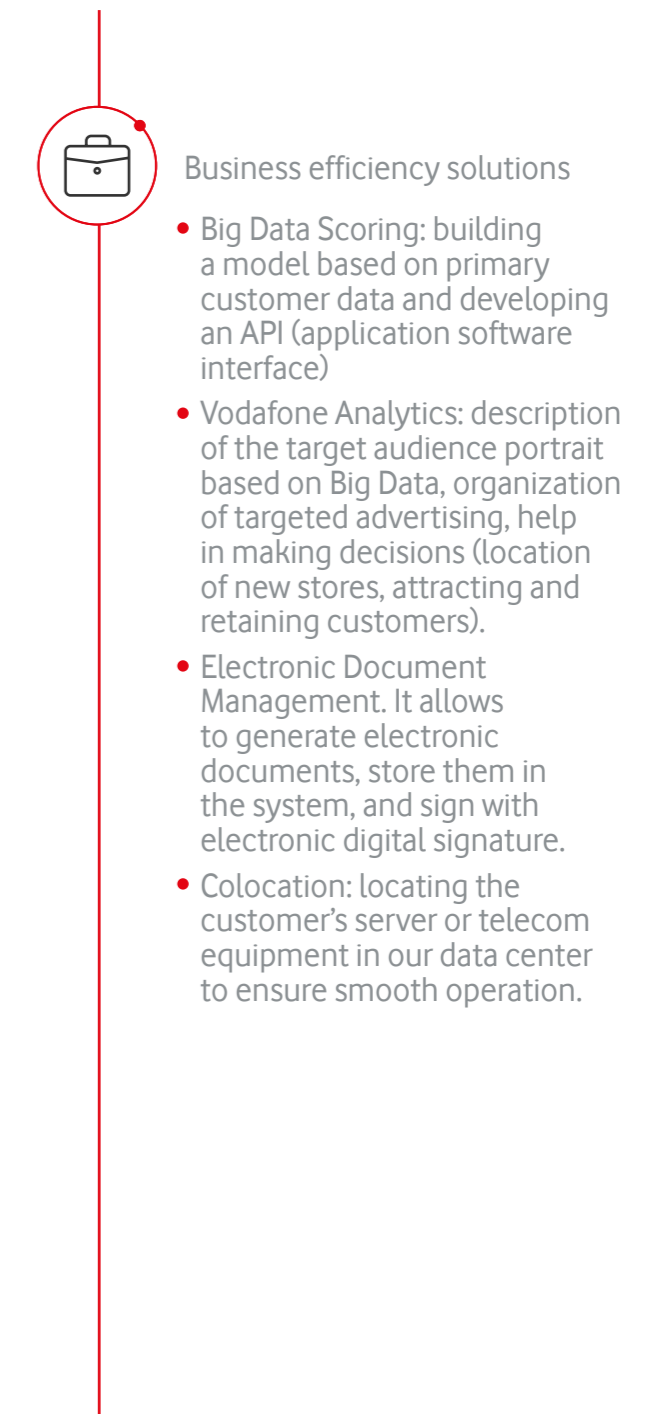 Business efficiency solutions
• Big Data Scoring: building
a model based on primary
customer data and developing
an API (application software
interface)
• Vodafone Analytics: description
of the target audience portrait
based on Big Data, organization
of targeted advertising, help
in making decisions (location
of new stores, attracting and
retaining customers).
• Electronic Document
Management. It allows
to generate electronic
documents, store them in
the system, and sign with
electronic digital signature.
• Colocation: locating the
customer’s server or telecom
equipment in our data center
to ensure smooth operation.